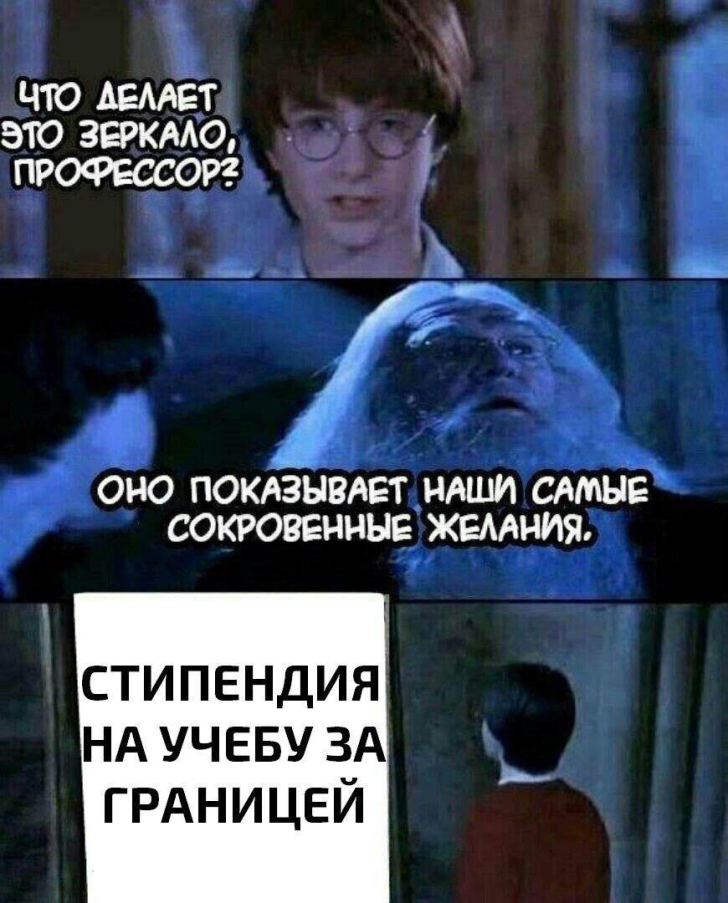 ЧТО ДЕЛАЕТ
ЭТО ЗЕРКАЛО,
ПРОФЕССОР?
ОНО ПОКАЗЫВАЕТ НАШИ САМЫЕ
СОКРОВЕННЫЕ ЖЕЛАНИЯ.
СТИПЕНДИЯ
НА УЧЕБУ ЗА
ГРАНИЦЕЙ